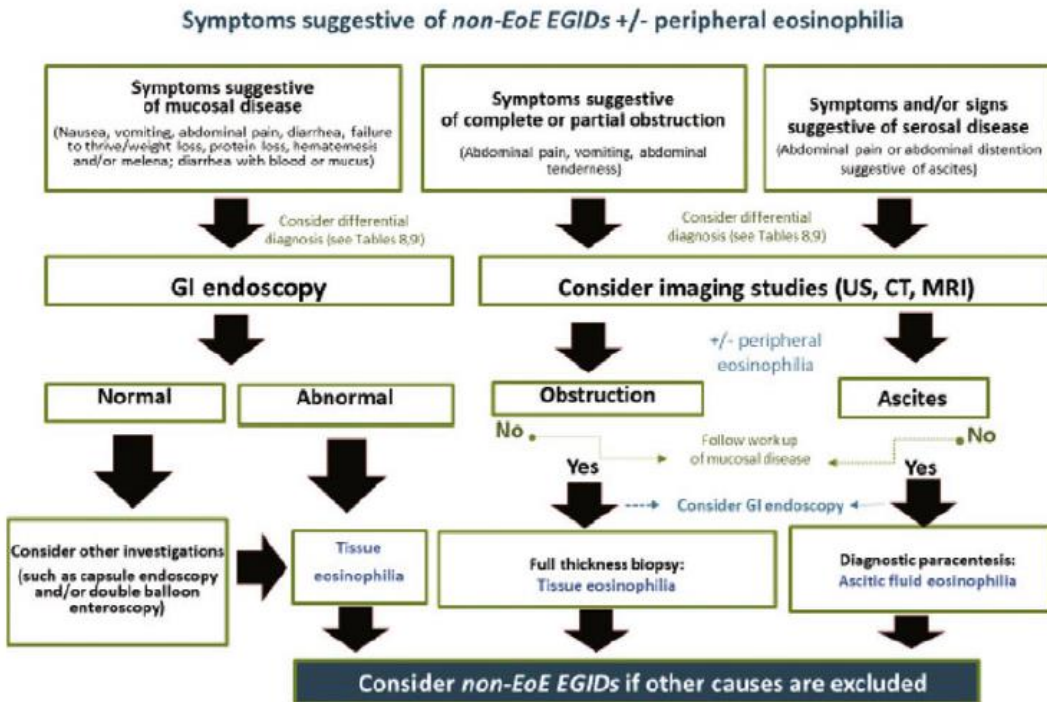 Symptoms suggestive of non-EoE EGIDs +/- peripheral eosinophilia
Symptoms suggestive
of mucosal disease
(Nausea, vomiting, abdominal pain, diarrhea, failure
to thrive/weight loss, protein loss, hematemesis
and/or melena; diarrhea with blood or mucus)
Symptoms suggestive
of complete or partial obstruction
(Abdominal pain, vomiting, abdominal
tenderness)
Symptoms and/or signs
suggestive of serosal disease
(Abdominal pain or abdominal distention
suggestive of ascites)
Consider differential
diagnosis (see Tables 8,9)
Consider differential
diagnosis (see Tables 8,9)
GI endoscopy
Consider imaging studies (US, CT, MRI)
+/- peripheral
eosinophilia
Normal
Abnormal
Obstruction
Ascites
No
Follow work up
of mucosal disease
No
Yes
Yes
Consider GI endoscopy
Consider other investigations
(such as capsule endoscopy
and/or double balloon
enteroscopy)
Tissue
eosinophilia
Full thickness biopsy:
Tissue eosinophilia
Diagnostic paracentesis:
Ascitic fluid eosinophilia
Consider non-EoE EGIDs if other causes are excluded